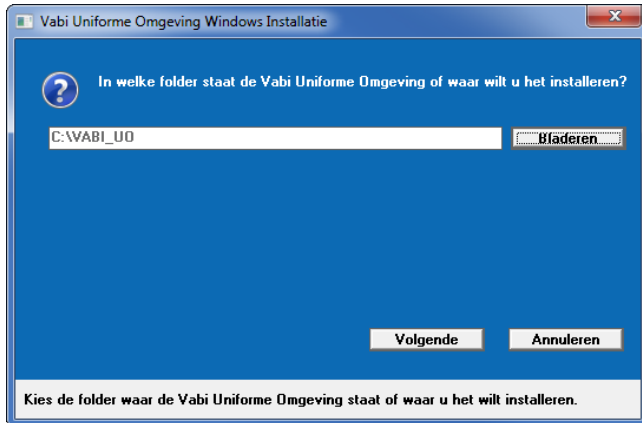 Vabi Uniforme Omgeving Windows Installatie
In welke folder staat de Vabi Uniforme Omgeving of waar wilt u het installeren?
C:\VABI_UO
Bladeren
Volgende
Annuleren
Kies de folder waar de Vabi Uniforme Omgeving staat of waar u het wilt installeren.